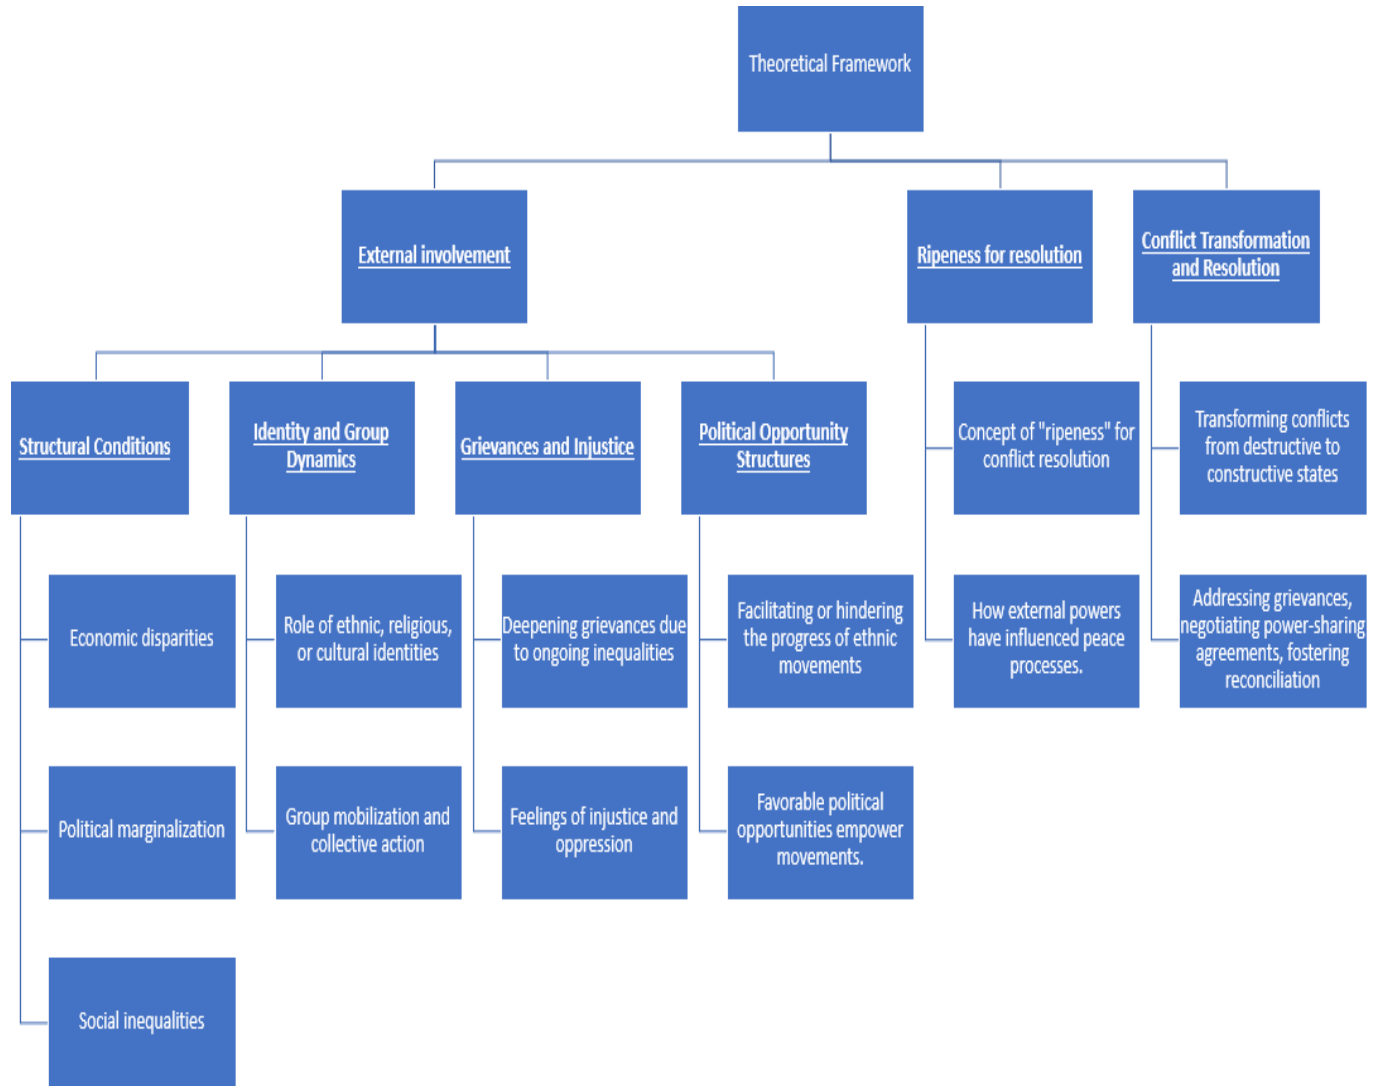 Theoretical Framework
External involvement
Ripeness for resolution
Conflict Transformation
and Resolution
Structural Conditions
Identity and Group
Dynamics
Grievances and Injustice
Political Opportunity
Structures
Concept of "ripeness" for
conflict resolution
Transforming conflicts
from destructive to
constructive states
Economic disparities
Role of ethnic, religious,
or cultural identities
Deepening grievances due
to ongoing inequalities
Facilitating or hindering
the progress of ethnic
movements
How external powers
have influenced peace
processes.
Addressing grievances,
negotiating power-sharing
agreements, fostering
reconciliation
Political marginalization
Group mobilization and
collective action
Feelings of injustice and
oppression
Favorable political
opportunities empower
movements.
Social inequalities